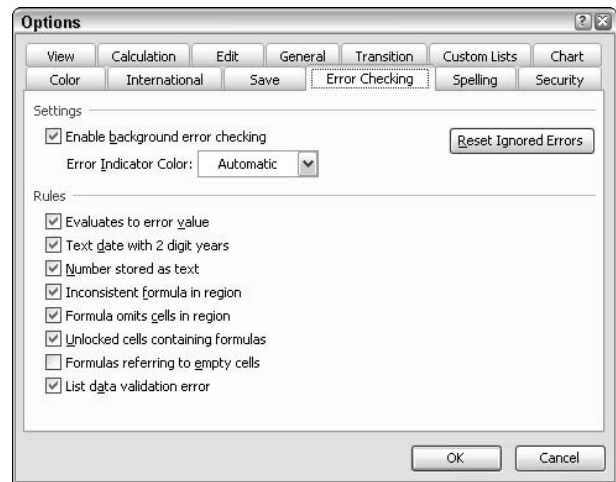 Options
View Calculation Edit General Transition Custom Lists Chart
Color International Save Error Checking Spelling Security
Settings
Enable background error checking
Reset Ignored Errors
Error Indicator Color: Automatic
Rules
Evaluates to error value
Text date with 2 digit years
Number stored as text
Inconsistent formula in region
Formula omits cells in region
Unlocked cells containing formulas
Formulas referring to empty cells
List data validation error
OK Cancel